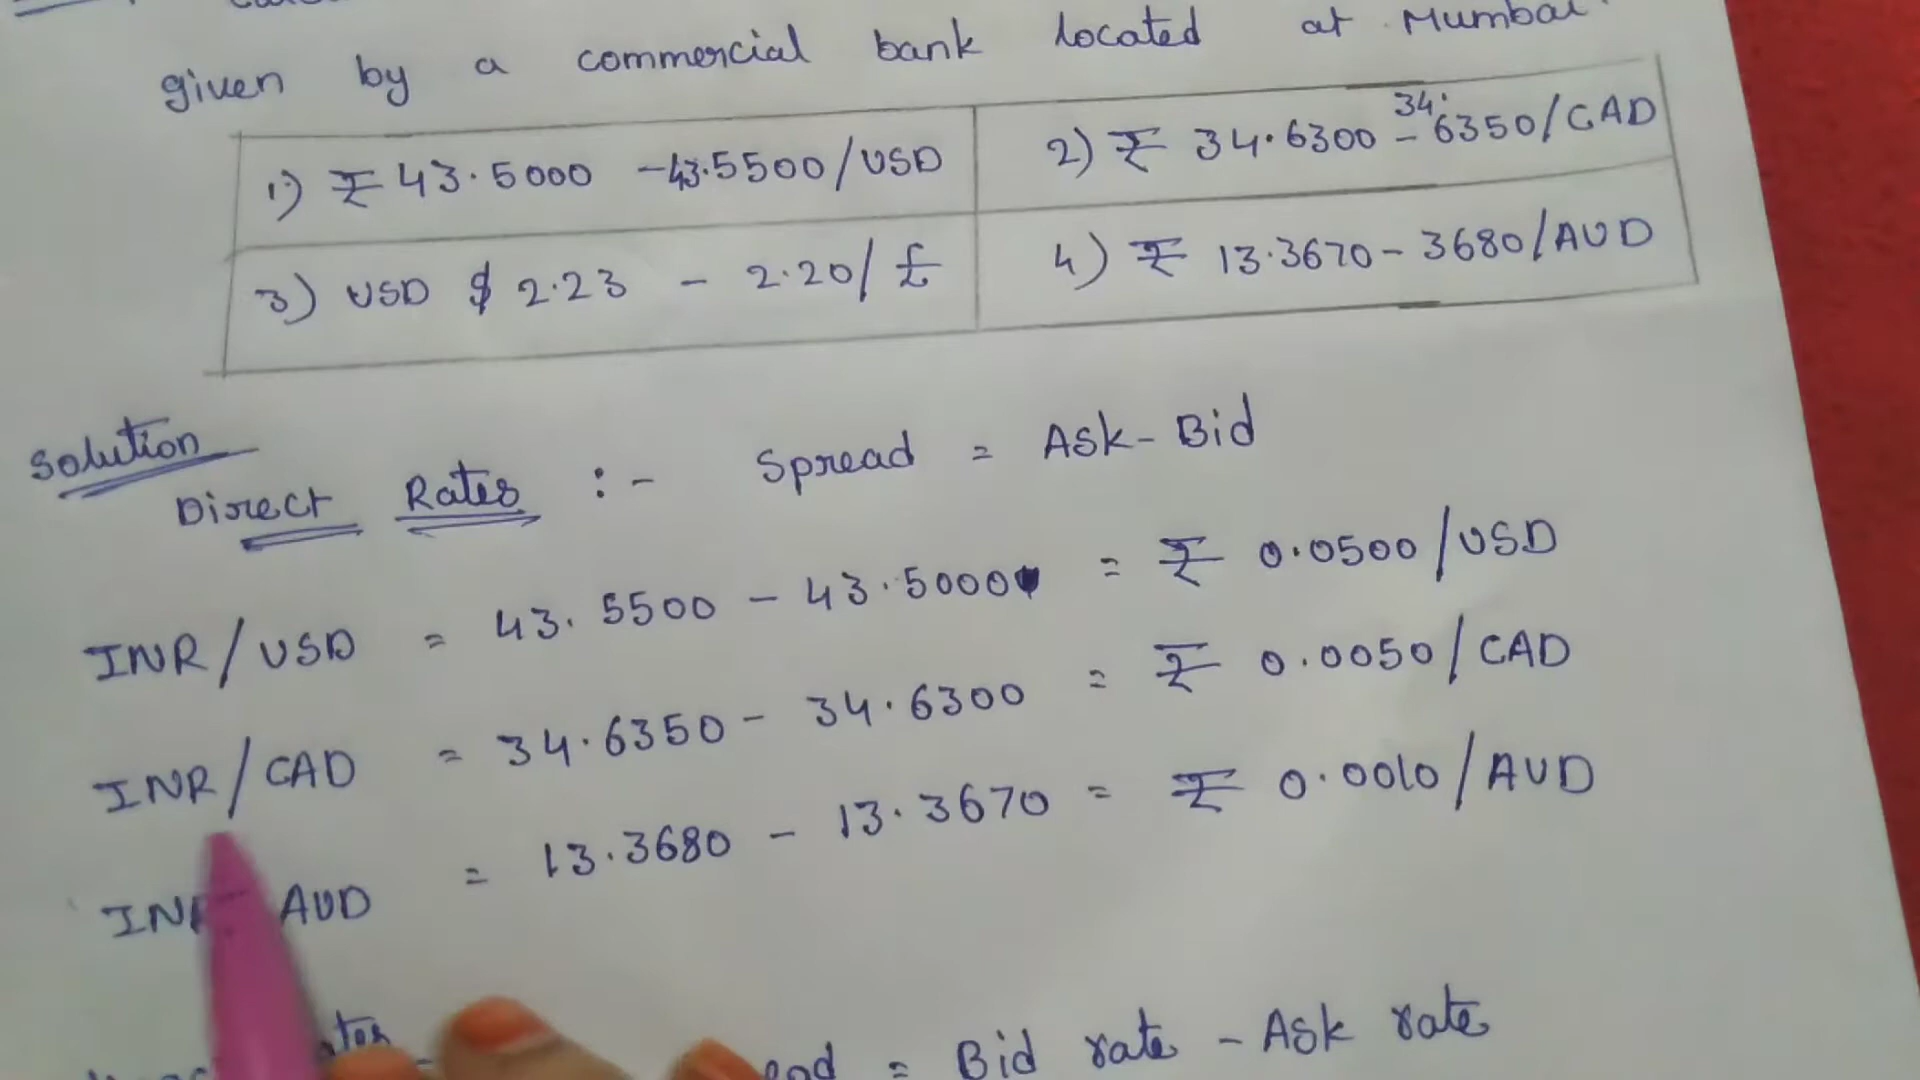 given by a commercial bank located at Mumbai.
1) ₹ 43.5000 - 43.5500/USD
2) ₹ 34.6300 - 34.6350/CAD
3) USD $ 2.23 - 2.20/£
4) ₹ 13.3670 - 3680/AUD
Solution
Direct Rates :- Spread = Ask - Bid
INR/USD = 43.5500 - 43.5000 = ₹ 0.0500/USD
INR/CAD = 34.6350 - 34.6300 = ₹ 0.0050/CAD
AUD = 13.3680 - 13.3670 = ₹ 0.0010/AUD
= Bid rate - Ask rate